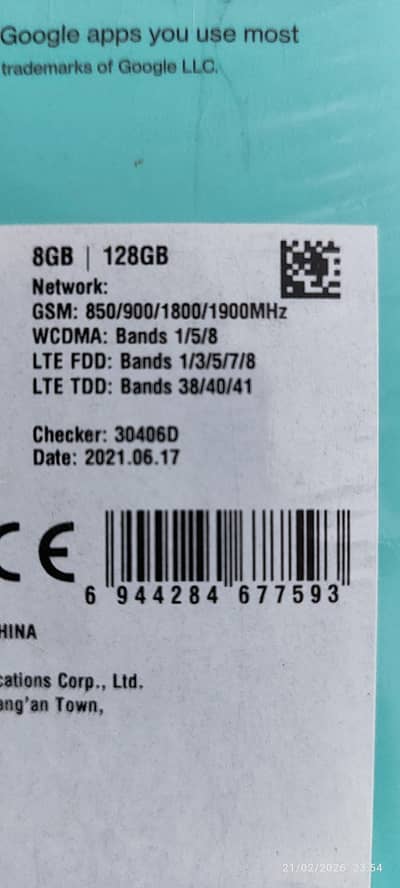 Google apps you use most
trademarks of Google LLC.
8GB | 128GB
Network:
GSM: 850/900/1800/1900MHz
WCDMA: Bands 1/5/8
LTE FDD: Bands 1/3/5/7/8
LTE TDD: Bands 38/40/41
Checker: 30406D
Date: 2021.06.17
CE
6 944284 677593
HINA
cations Corp., Ltd.
ang'an Town,
21/02/2026 23:54